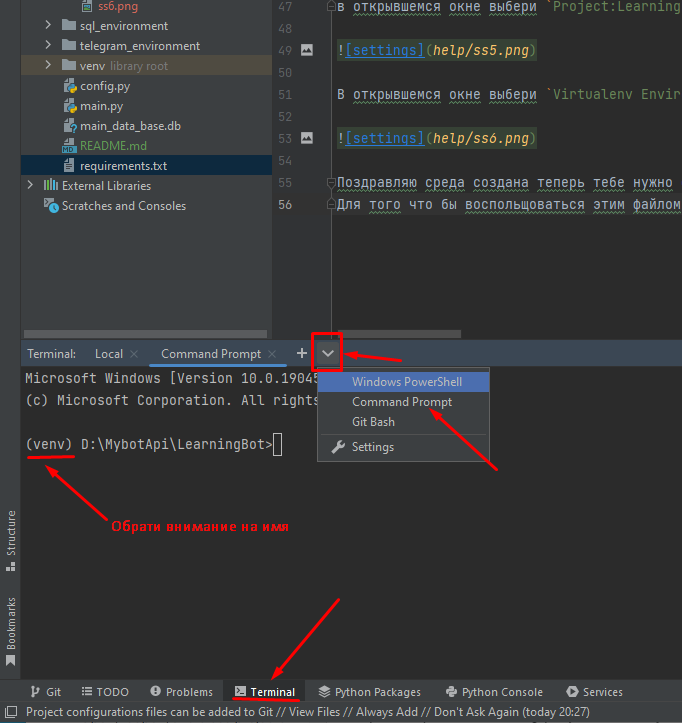 ss6.png
sql_environment
telegram_environment
venv library root
config.py
main.py
main_data_base.db
README.md
requirements.txt
External Libraries
Scratches and Consoles
47 в открывшемся окне выбери `Project:Learning
48
49 ![settings](help/ss5.png)
50
51 В открывшемся окне выбери `Virtualenv Envir
52
53 ![settings](help/ss6.png)
54
55 Поздравляю среда создана теперь тебе нужно
56 Для того что бы воспольщоваться этим файлом
Terminal: Local × Command Prompt × +
Microsoft Windows [Version 10.0.19045
(c) Microsoft Corporation. All rights
(venv) D:\MybotApi\LearningBot>
Windows PowerShell
Command Prompt
Git Bash
Settings
Обрати внимание на имя
Structure
Bookmarks
Git TODO Problems Terminal Python Packages Python Console Services
Project configurations files can be added to Git // View Files // Always Add // Don't Ask Again (today 20:27)